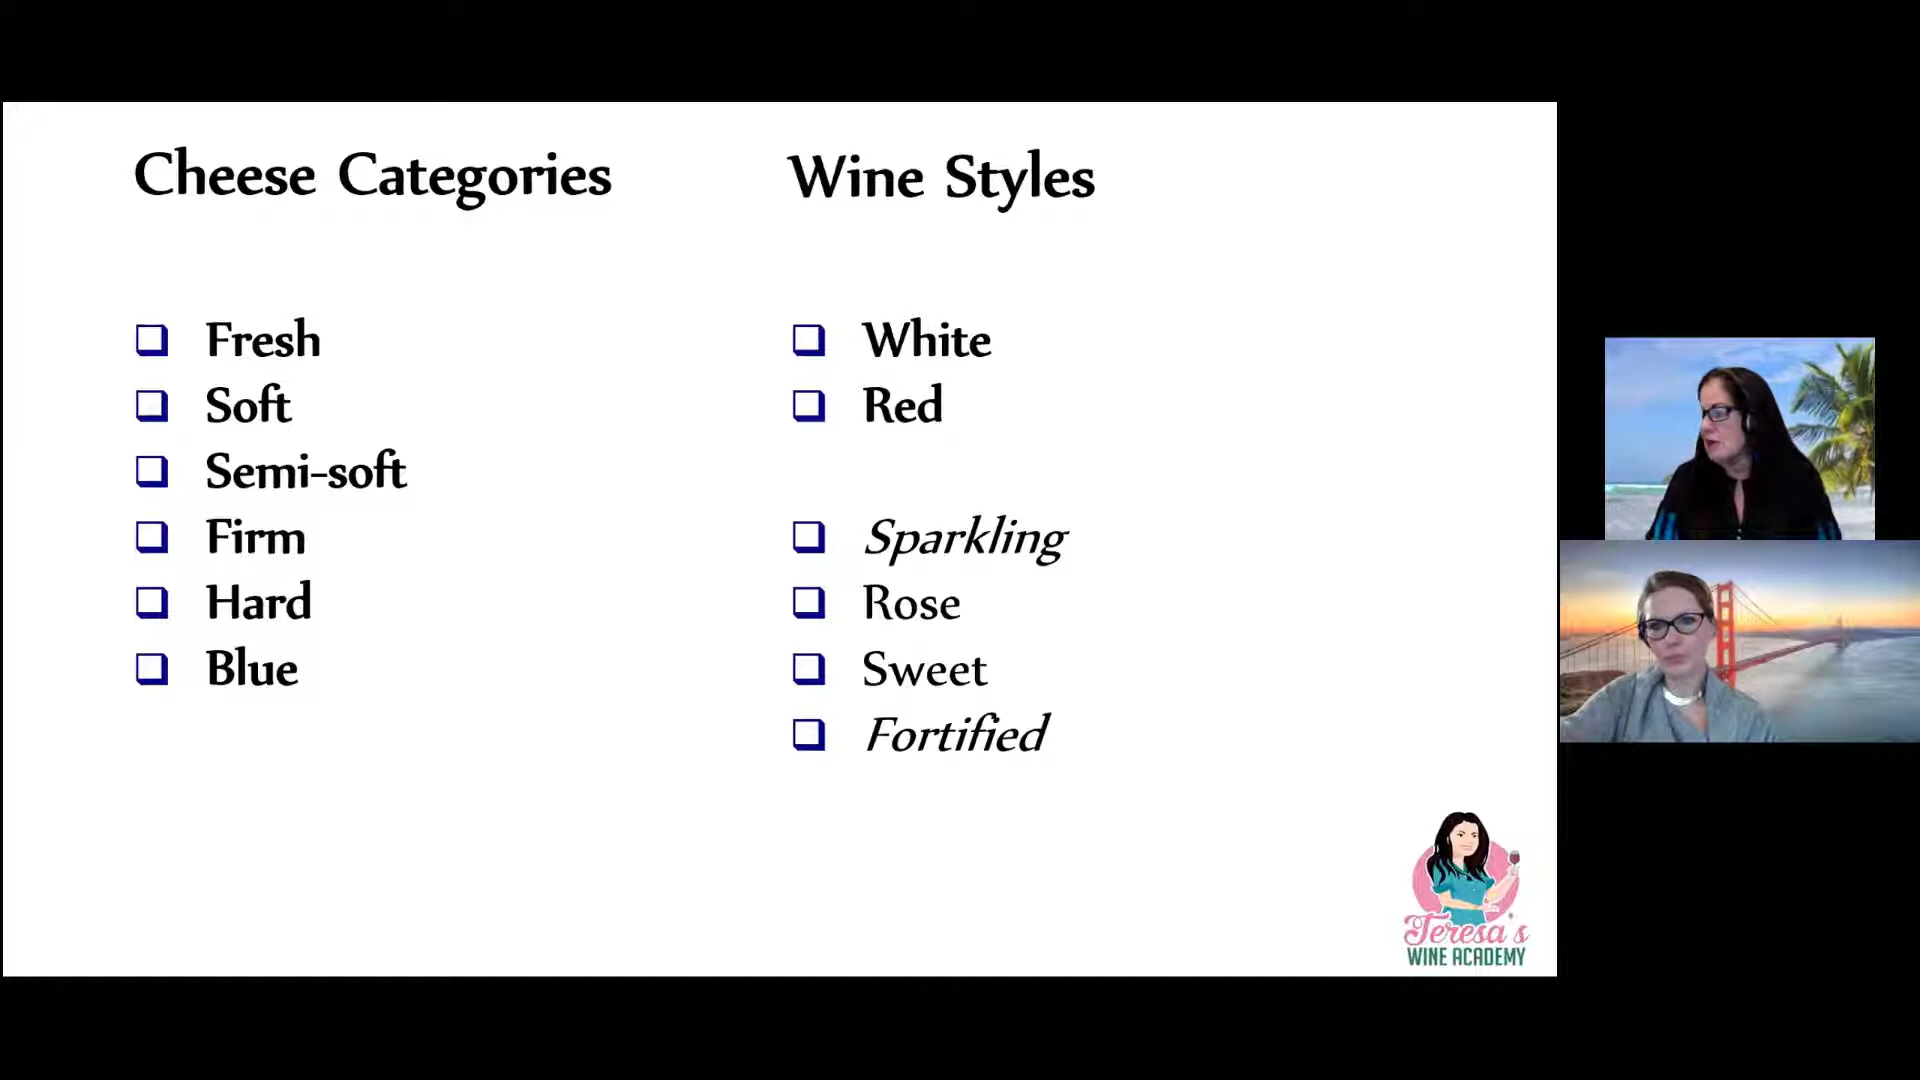 Cheese Categories
Fresh
Soft
Semi-soft
Firm
Hard
Blue
Wine Styles
White
Red
Sparkling
Rose
Sweet
Fortified
Teresa's
WINE ACADEMY